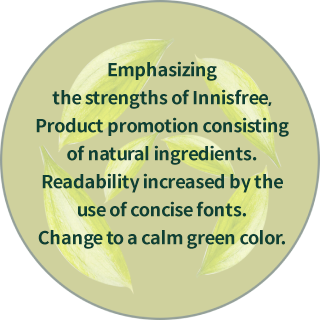 Emphasizing
the strengths of Innisfree,
Product promotion consisting
of natural ingredients.
Readability increased by the
use of concise fonts.
Change to a calm green color.